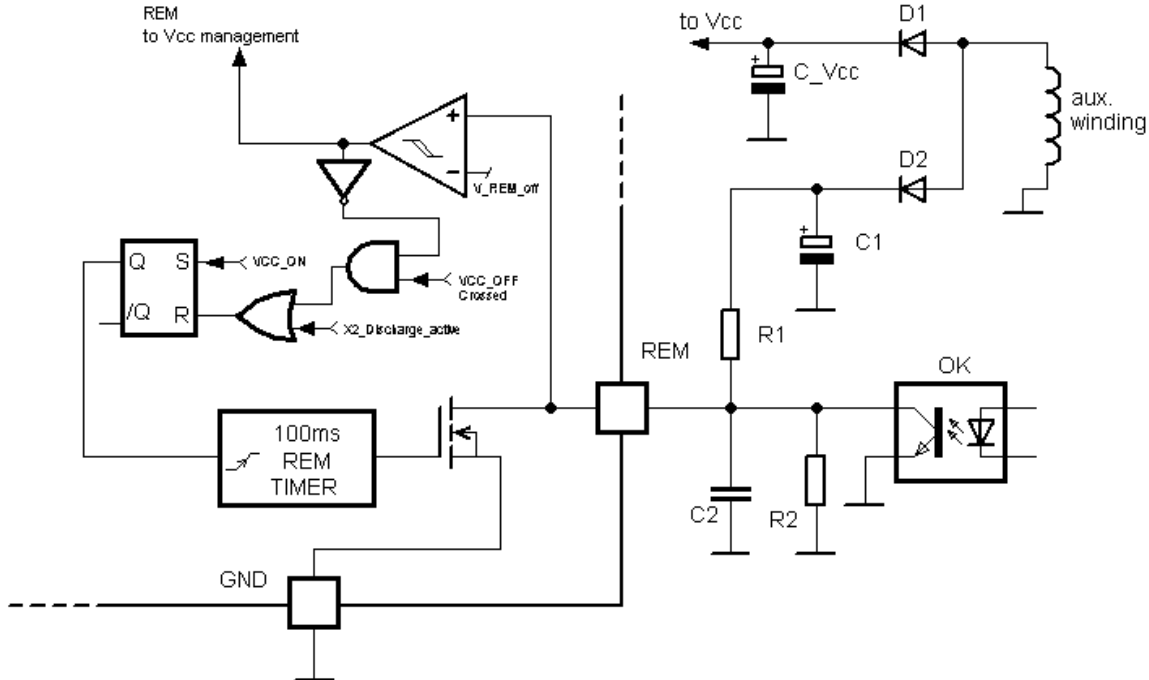 REM
to Vcc management
to Vcc
D1
+
C_Vcc
aux.
winding
+
-
V_REM_off
D2
+
C1
Q
S
VCC_ON
VCC_OFF
Crossed
/Q
R
X2_Discharge_active
R1
REM
OK
100ms
REM
TIMER
C2
R2
GND